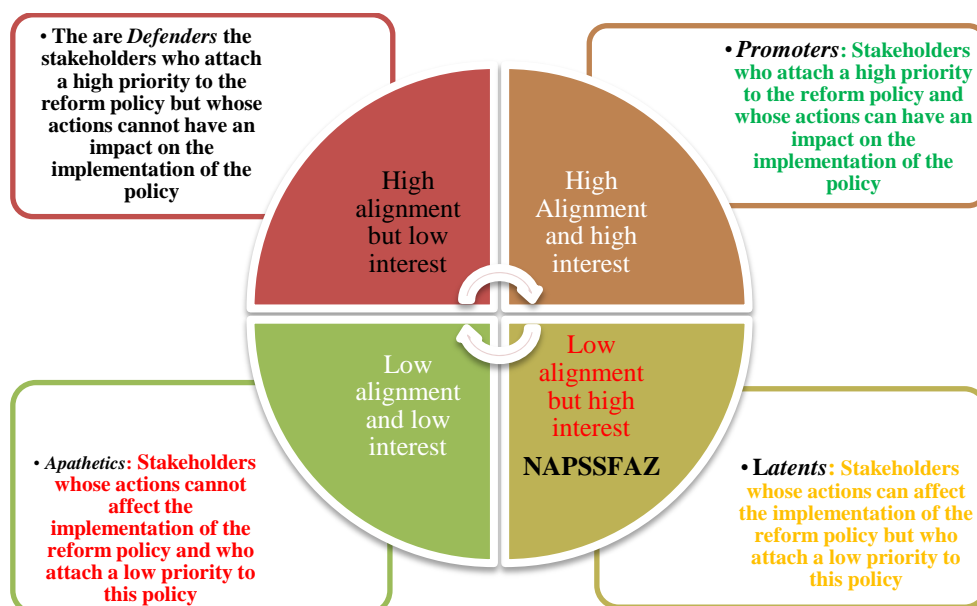 • The are Defenders the
stakeholders who attach
a high priority to the
reform policy but whose
actions cannot have an
impact on the
implementation of the
policy
• Promoters: Stakeholders
who attach a high priority
to the reform policy and
whose actions can have an
impact on the
implementation of the
policy
High
alignment
but low
interest
High
Alignment
and high
interest
Low
alignment
and low
interest
Low
alignment
but high
interest
NAPSSFAZ
• Apathetics: Stakeholders
whose actions cannot
affect the
implementation of the
reform policy and who
attach a low priority to
this policy
• Latents: Stakeholders
whose actions can affect
the implementation of the
reform policy but who
attach a low priority to
this policy